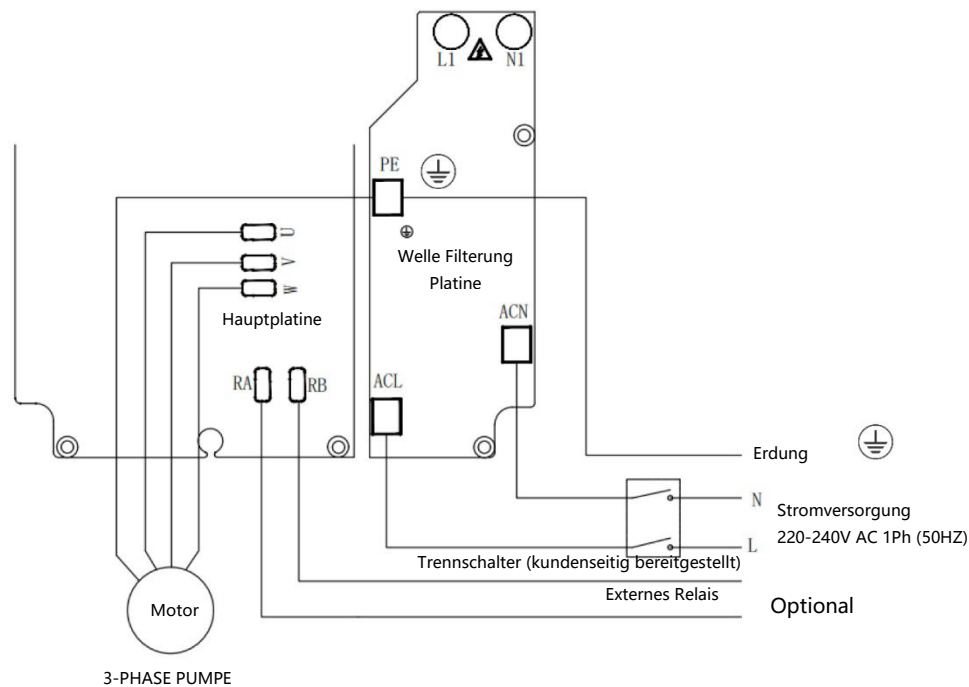 L1
N1
PE
U
V
W
Welle Filterung
Platine
Hauptplatine
ACN
RA
RB
ACL
Erdung
N
Stromversorgung
220-240V AC 1Ph (50HZ)
L
Trennschalter (kundenseitig bereitgestellt)
Externes Relais
Optional
Motor
3-PHASE PUMPE